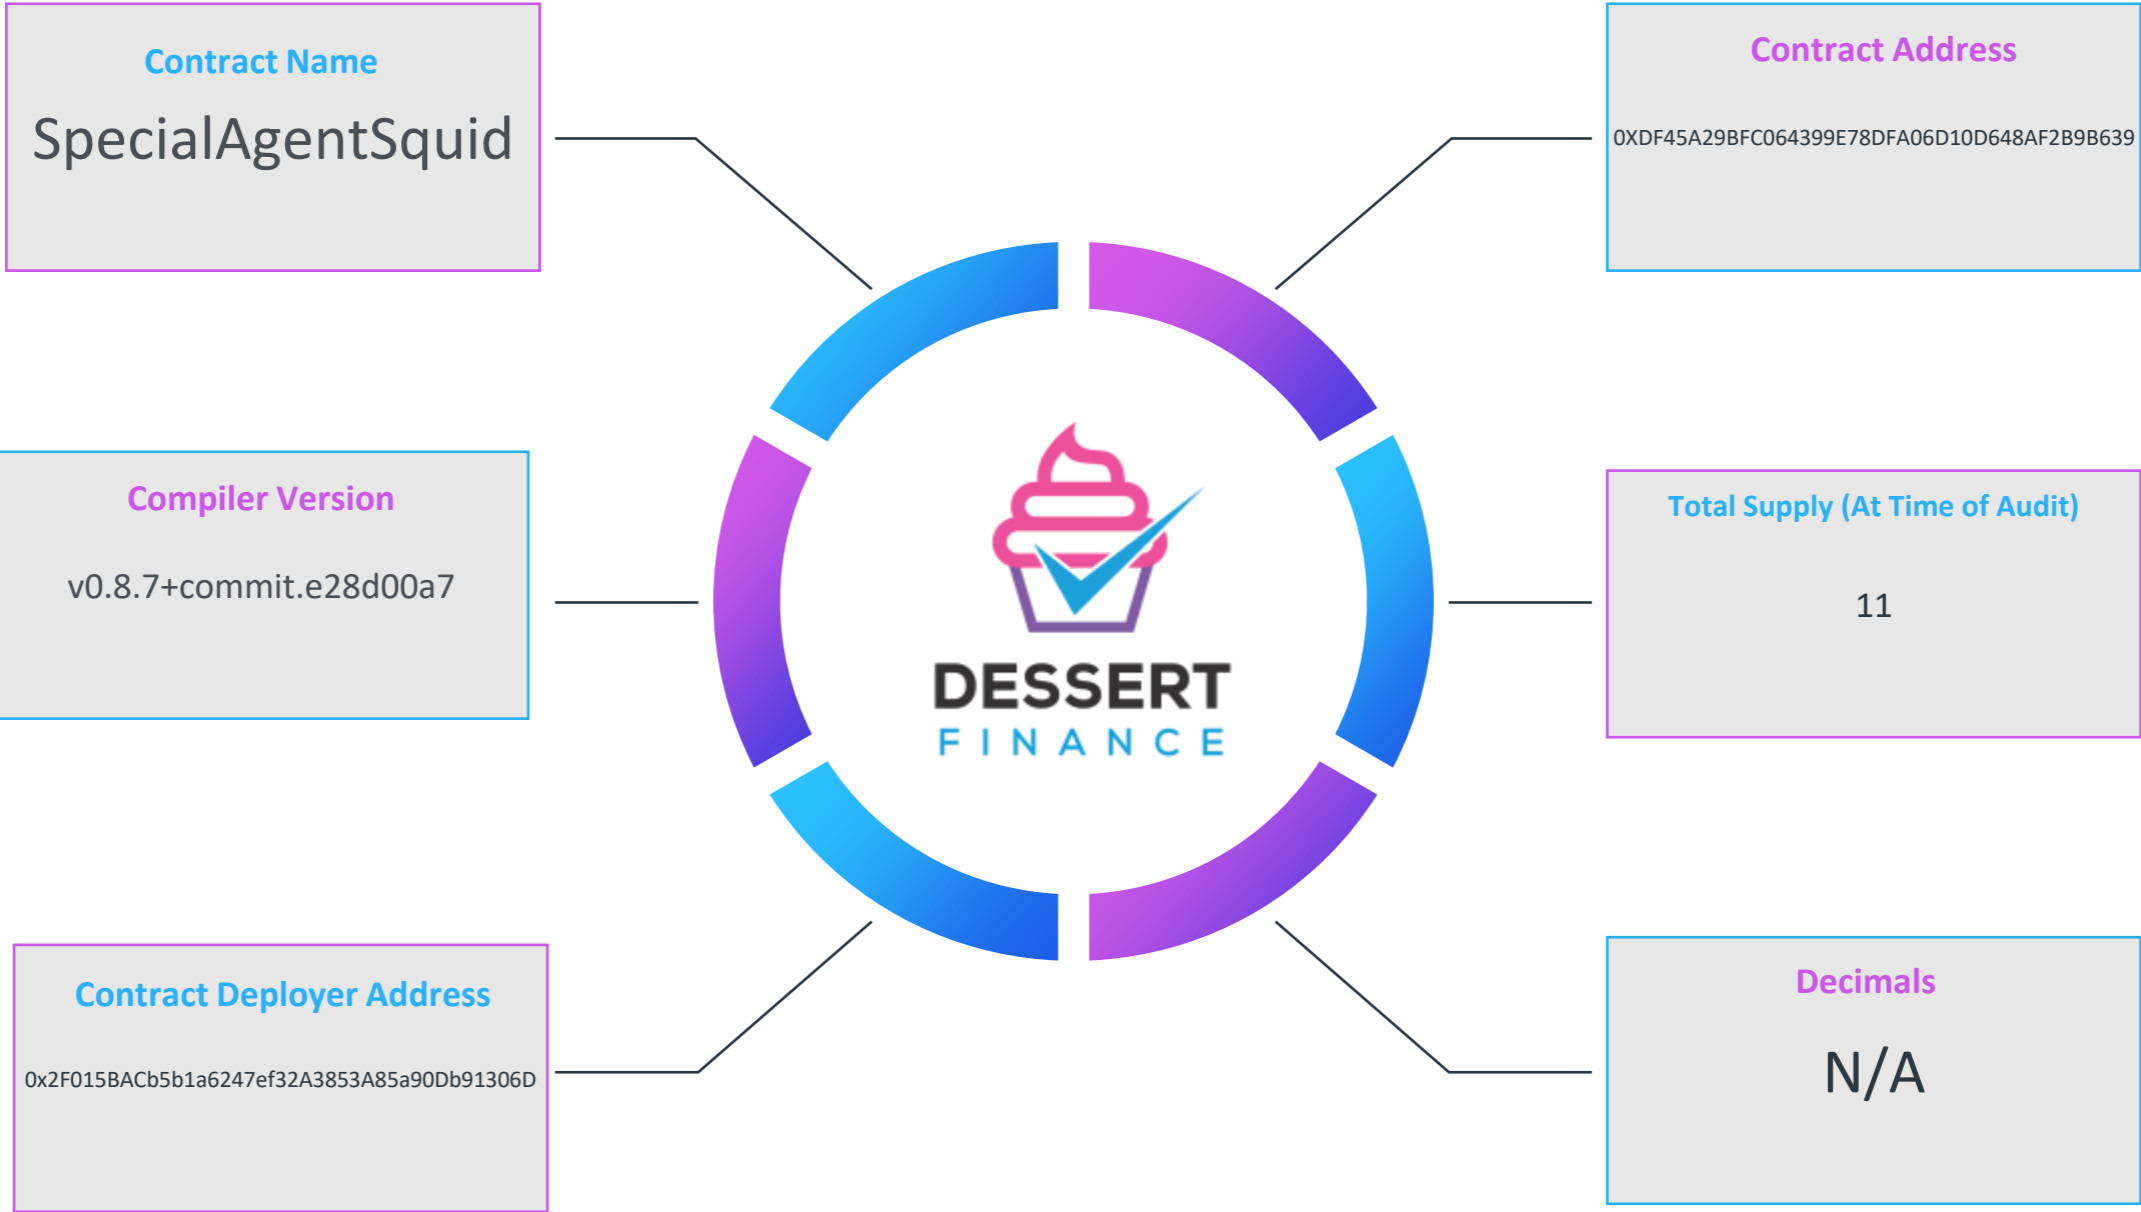 Contract Name
SpecialAgentSquid
Contract Address
0XDF45A29BFC064399E78DFA06D10D648AF2B9B639
Compiler Version
v0.8.7+commit.e28d00a7
Total Supply (At Time of Audit)
11
DESSERT
FINANCE
Contract Deployer Address
0x2F015BACb5b1a6247ef32A3853A85a90Db91306D
Decimals
N/A